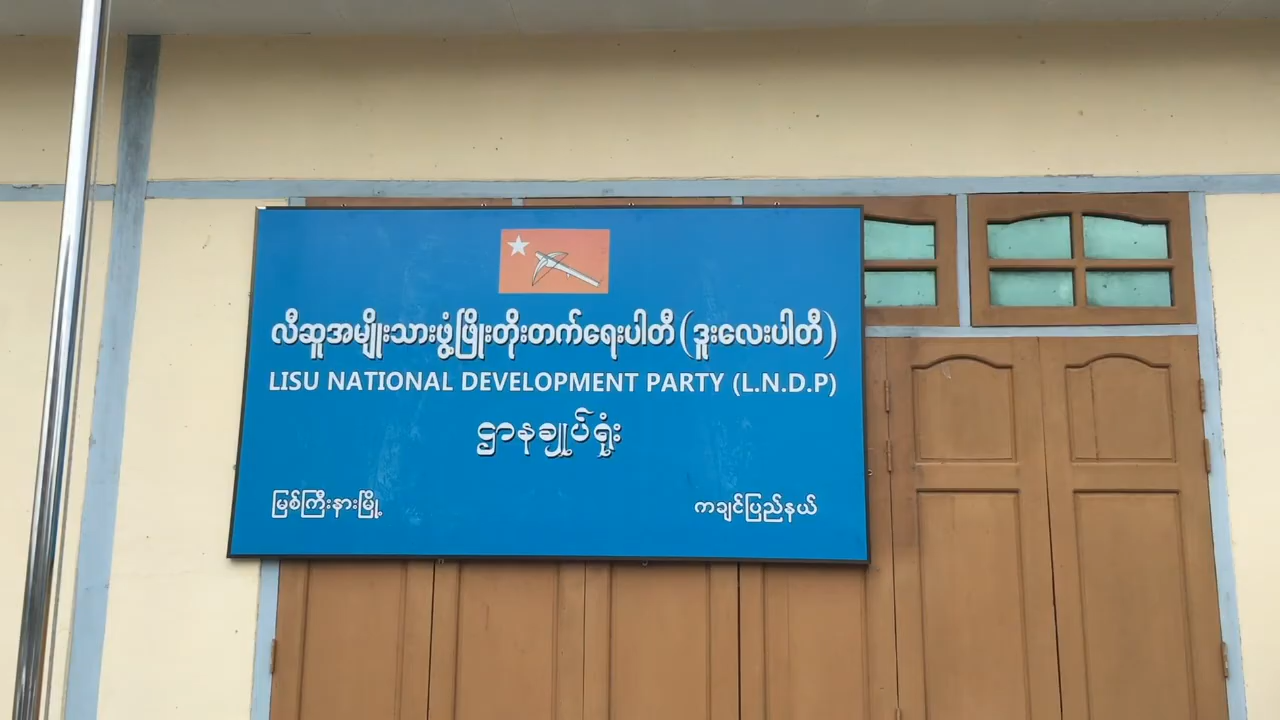 လီဆူအမျိုးသားဖွံ့ဖြိုးတိုးတက်ရေးပါတီ (ဒူးလေးပါတီ)
LISU NATIONAL DEVELOPMENT PARTY (L.N.D.P)
ဌာနချုပ်ရုံး
မြစ်ကြီးနားမြို့ ကချင်ပြည်နယ်